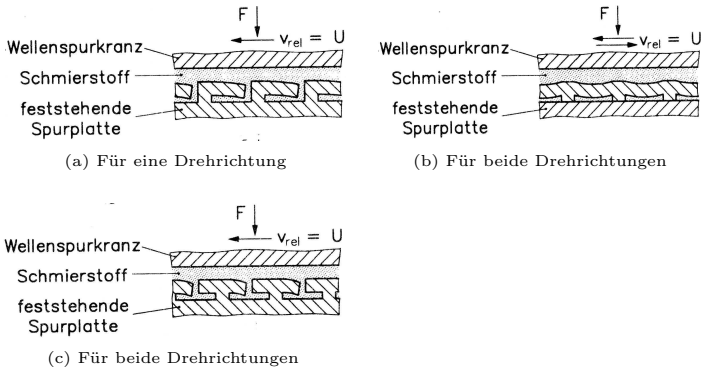 F
v_rel = U
Wellenspurkranz
Schmierstoff
feststehende
Spurplatte
(a) Für eine Drehrichtung
F
v_rel = U
Wellenspurkranz
Schmierstoff
feststehende
Spurplatte
(b) Für beide Drehrichtungen
F
v_rel = U
Wellenspurkranz
Schmierstoff
feststehende
Spurplatte
(c) Für beide Drehrichtungen